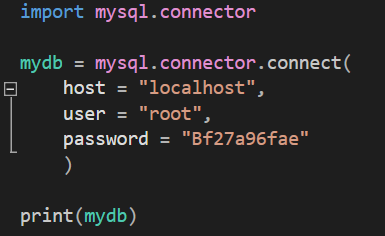 import mysql.connector
mydb = mysql.connector.connect(
host = "localhost",
user = "root",
password = "Bf27a96fae"
)
print(mydb)